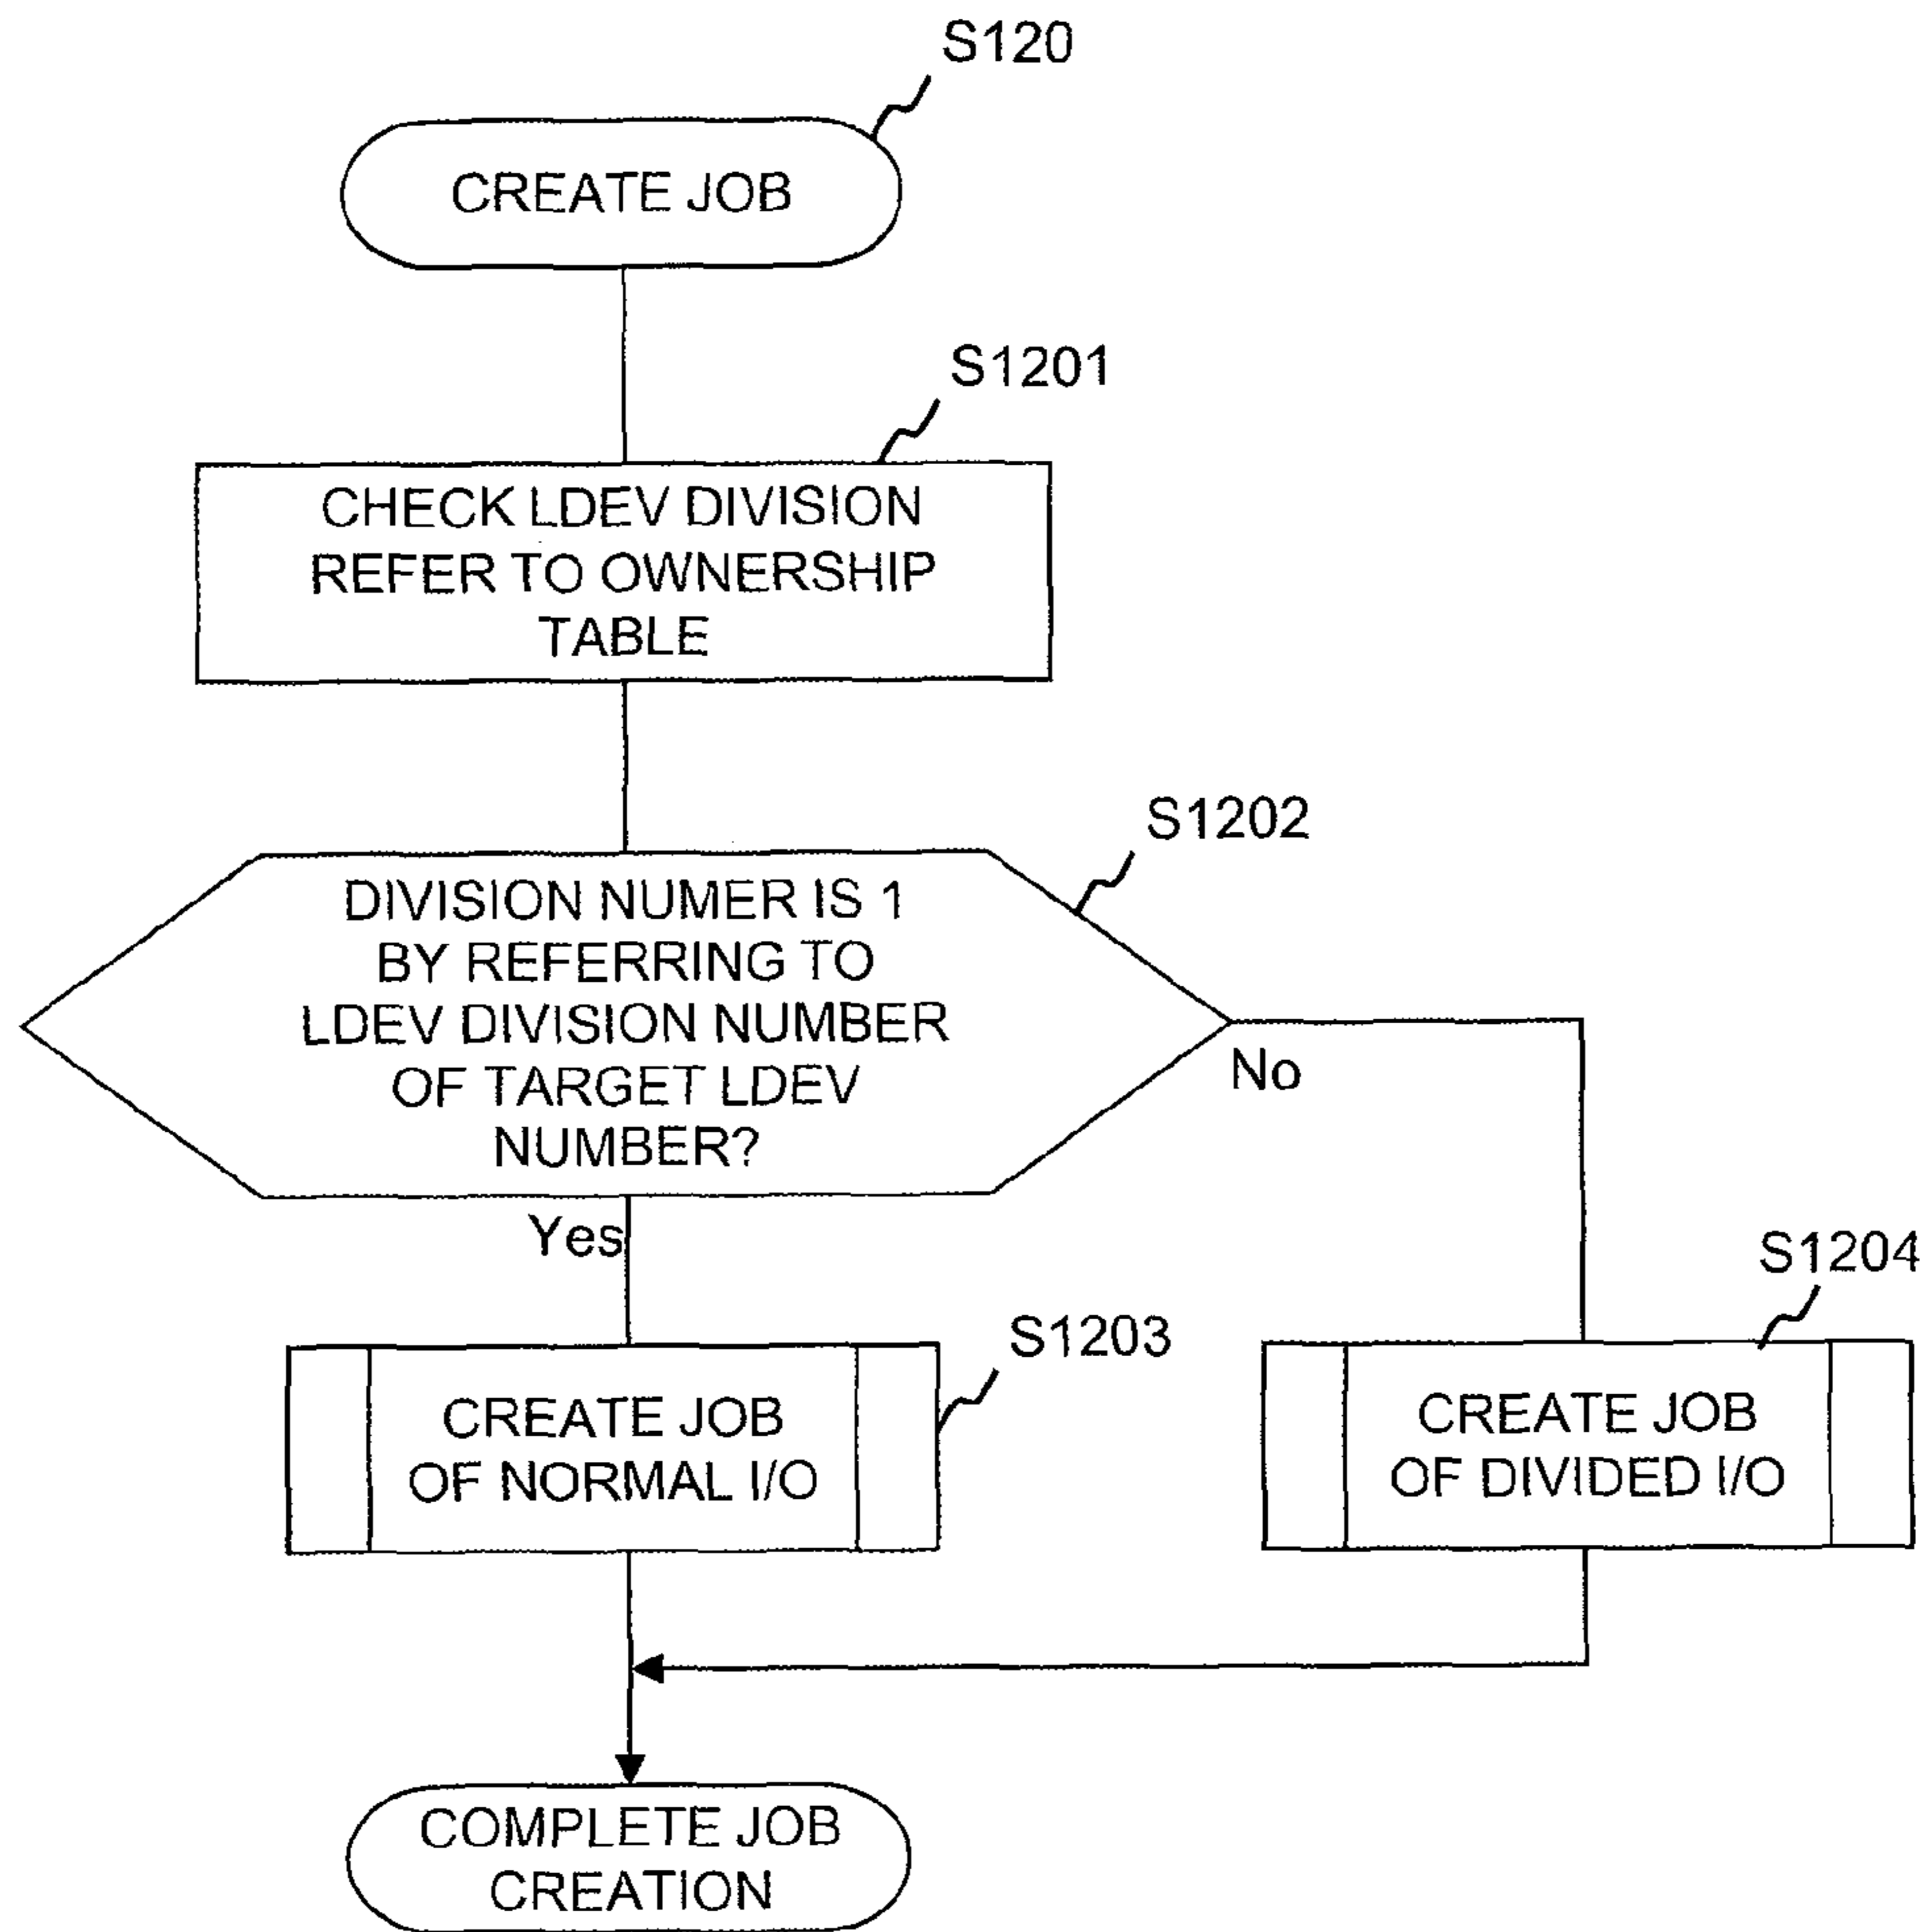 S120
CREATE JOB
S1201
CHECK LDEV DIVISION
REFER TO OWNERSHIP
TABLE
S1202
DIVISION NUMER IS 1
BY REFERRING TO
LDEV DIVISION NUMBER
OF TARGET LDEV
NUMBER?
No
Yes
S1204
S1203
CREATE JOB
OF NORMAL I/O
CREATE JOB
OF DIVIDED I/O
COMPLETE JOB
CREATION